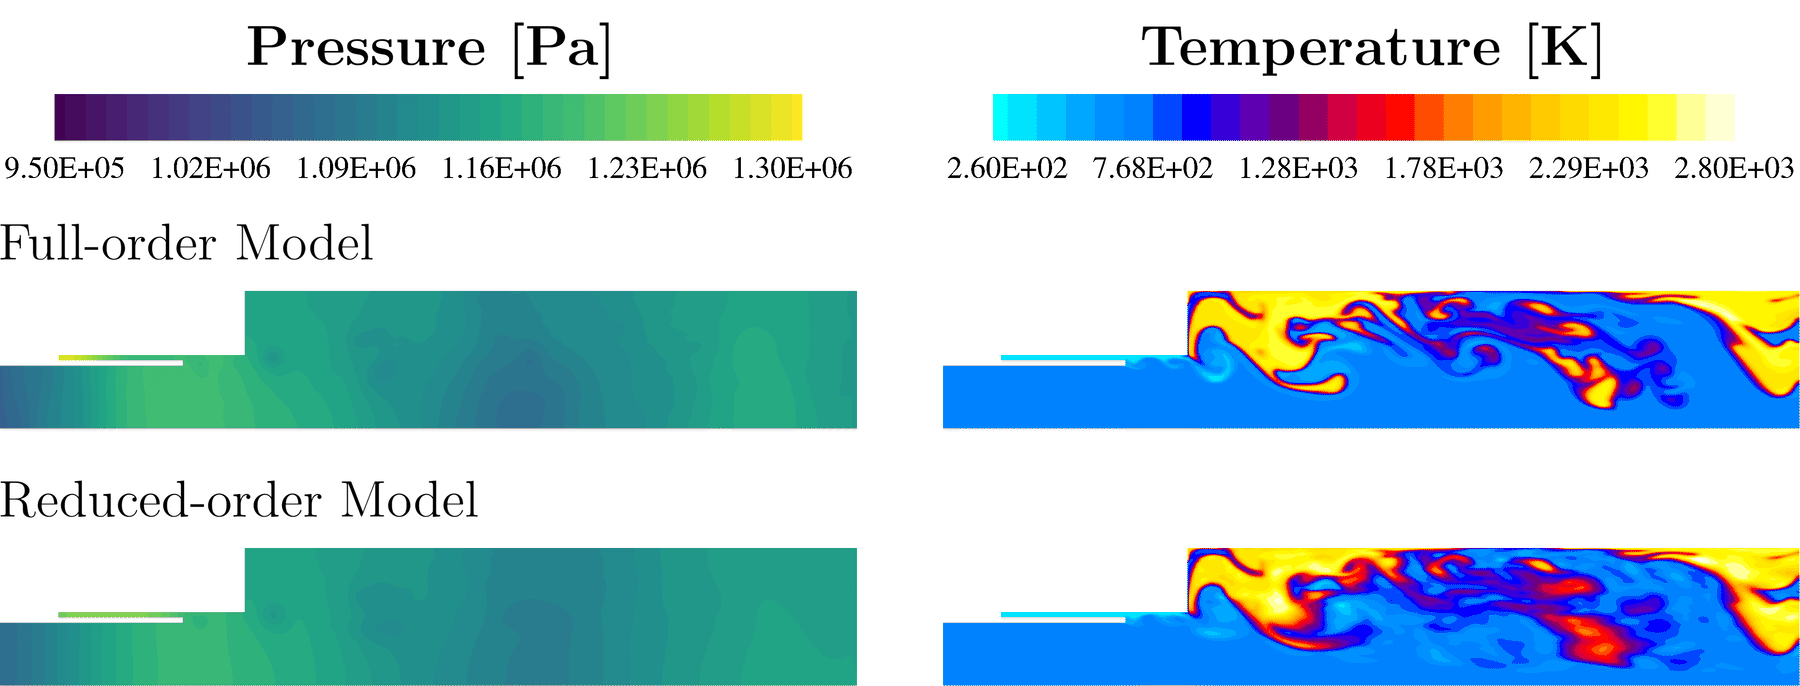 Pressure [Pa]
9.50E+05 1.02E+06 1.09E+06 1.16E+06 1.23E+06 1.30E+06
Temperature [K]
2.60E+02 7.68E+02 1.28E+03 1.78E+03 2.29E+03 2.80E+03
Full-order Model
Reduced-order Model